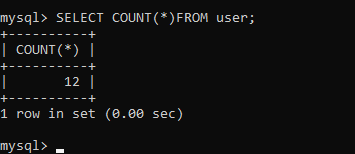 mysql> SELECT COUNT(*)FROM user;
+----------+
| COUNT(*) |
+----------+
|       12 |
+----------+
1 row in set (0.00 sec)
mysql> _